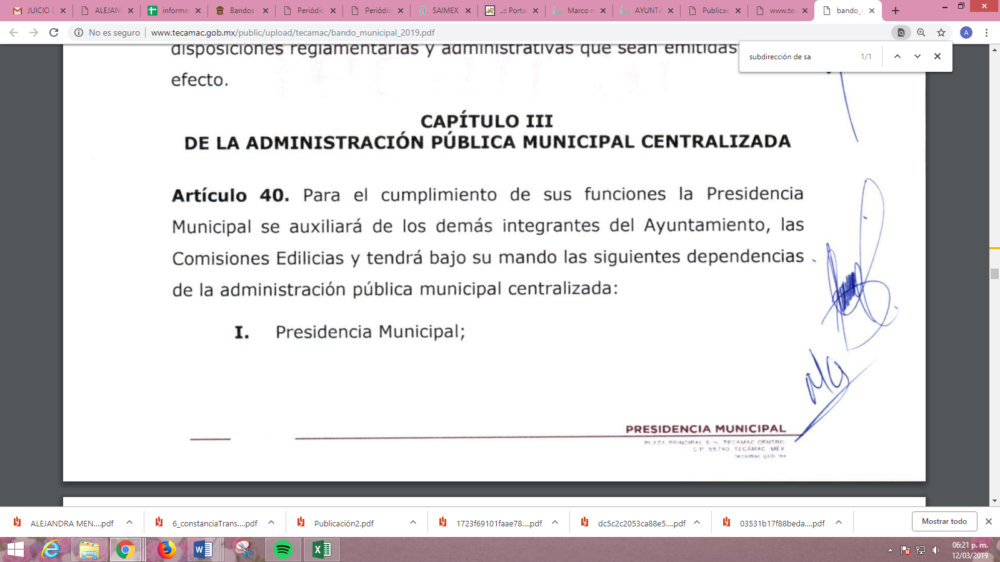 JUICIO
ALEJAN
informe
Bandos
Periódic
Periódic
SAIMEX
..:: Porta
Marco n
AYUNTA
Publicac
www.tec
bando_
No es seguro
www.tecamac.gob.mx/public/upload/tecamac/bando_municipal_2019.pdf
A
subdirección de sa 1/1
disposiciones reglamentarias y administrativas que sean emitidas
efecto.
CAPÍTULO III
DE LA ADMINISTRACIÓN PÚBLICA MUNICIPAL CENTRALIZADA
Artículo 40. Para el cumplimiento de sus funciones la Presidencia
Municipal se auxiliará de los demás integrantes del Ayuntamiento, las
Comisiones Edilicias y tendrá bajo su mando las siguientes dependencias
de la administración pública municipal centralizada:
I. Presidencia Municipal;
PRESIDENCIA MUNICIPAL
PLAZA PRINCIPAL S/N, TECÁMAC CENTRO,
C.P. 55740 TECÁMAC, MÉX.
tecamac.gob.mx
ALEJANDRA MEN....pdf
6_constanciaTrans....pdf
Publicación2.pdf
1723f69101faae78....pdf
dc5c2c2053ca88e5....pdf
03531b17f88beda....pdf
Mostrar todo
06:21 p. m.
12/03/2019